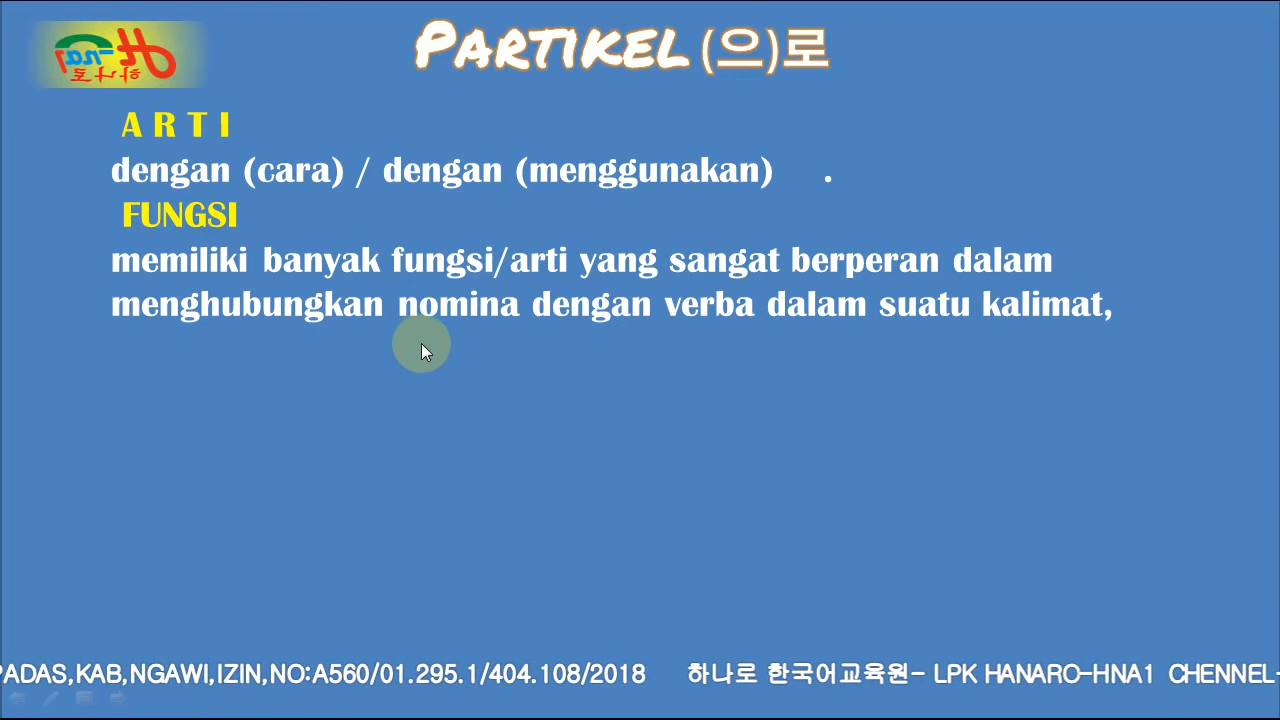 PARTIKEL (으)로
A R T I
dengan (cara) / dengan (menggunakan) .
FUNGSI
memiliki banyak fungsi/arti yang sangat berperan dalam
menghubungkan nomina dengan verba dalam suatu kalimat,
PADAS,KAB,NGAWI,IZIN,NO:A560/01.295.1/404.108/2018 하나로 한국어교육원- LPK HANARO-HNA1 CHENNEL-